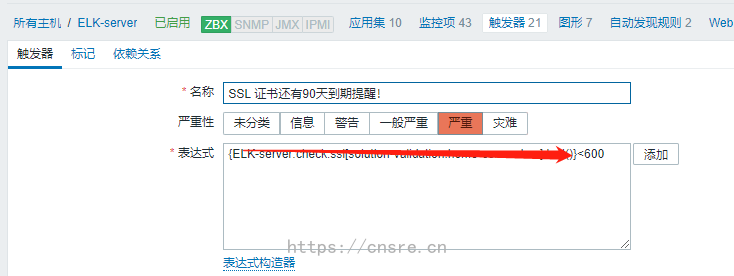 所有主机 / ELK-server 已启用 ZBX SNMP JMX IPMI 应用集 10 监控项 43 触发器 21 图形 7 自动发现规则 2 Web
触发器 标记 依赖关系
* 名称 SSL 证书还有90天到期提醒!
严重性 未分类 信息 警告 一般严重 严重 灾难
* 表达式 {ELK-server:check.ssl[solution-validation. )}<600 添加
https://cnsre.cn
表达式构造器